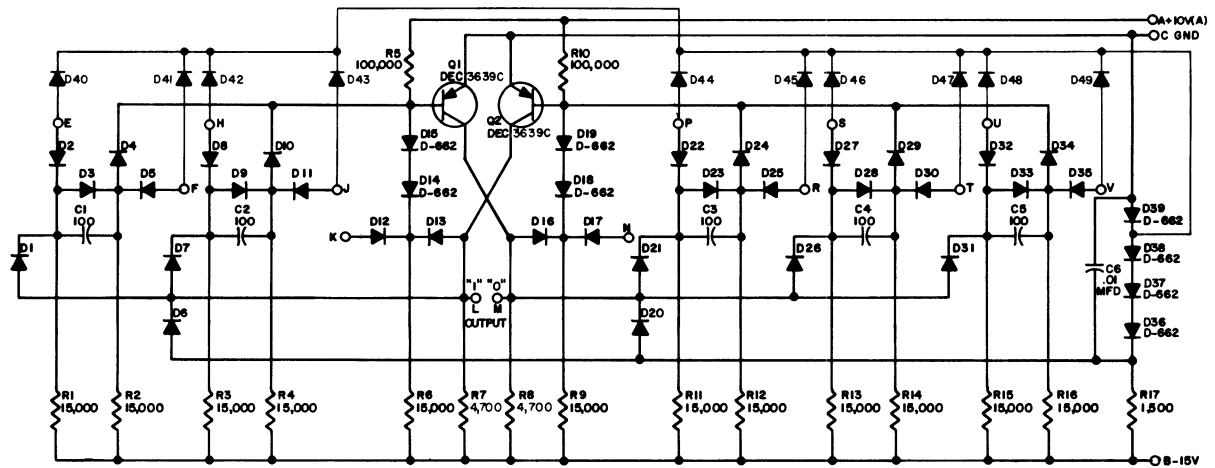 A+10V(A)
C GND
R5
100,000
Q1
DEC 3639C
R10
100,000
D40
D41
D42
D43
D44
D45
D46
D47
D48
D49
Q2
DEC 3639C
E
H
P
S
U
D2
D4
D8
D10
D15
D-662
D19
D-662
D22
D24
D27
D29
D32
D34
D3
D5
D9
D11
D14
D-662
D18
D-662
D23
D25
D28
D30
D33
D35
F
J
R
T
V
C1
100
C2
100
C3
100
C4
100
C5
100
D39
D-662
D1
D7
K
D12
D13
D16
D17
N
D21
D26
D31
D38
D-662
C6
.01
MFD
D37
D-662
D6
"1"
"0"
L
M
OUTPUT
D20
D36
D-662
R1
15,000
R2
15,000
R3
15,000
R4
15,000
R6
15,000
R7
4,700
R8
4,700
R9
15,000
R11
15,000
R12
15,000
R13
15,000
R14
15,000
R15
15,000
R16
15,000
R17
1,500
B-15V